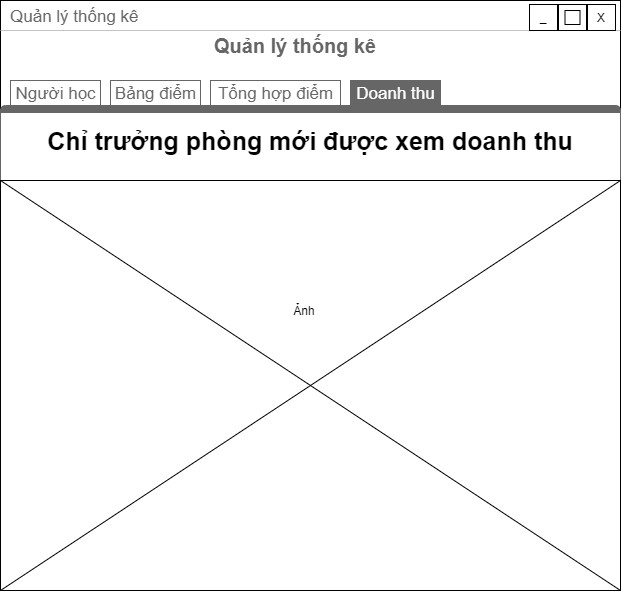 Quản lý thống kê
_
X
Quản lý thống kê
Người học Bảng điểm Tổng hợp điểm Doanh thu
Chỉ trưởng phòng mới được xem doanh thu
Ảnh